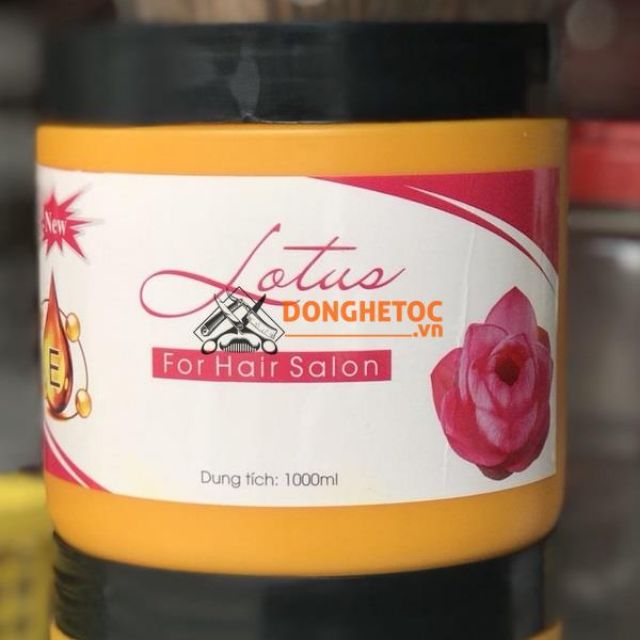 New
Lotus
DONGHETOC
.vn
E
For Hair Salon
Dung tích: 1000ml